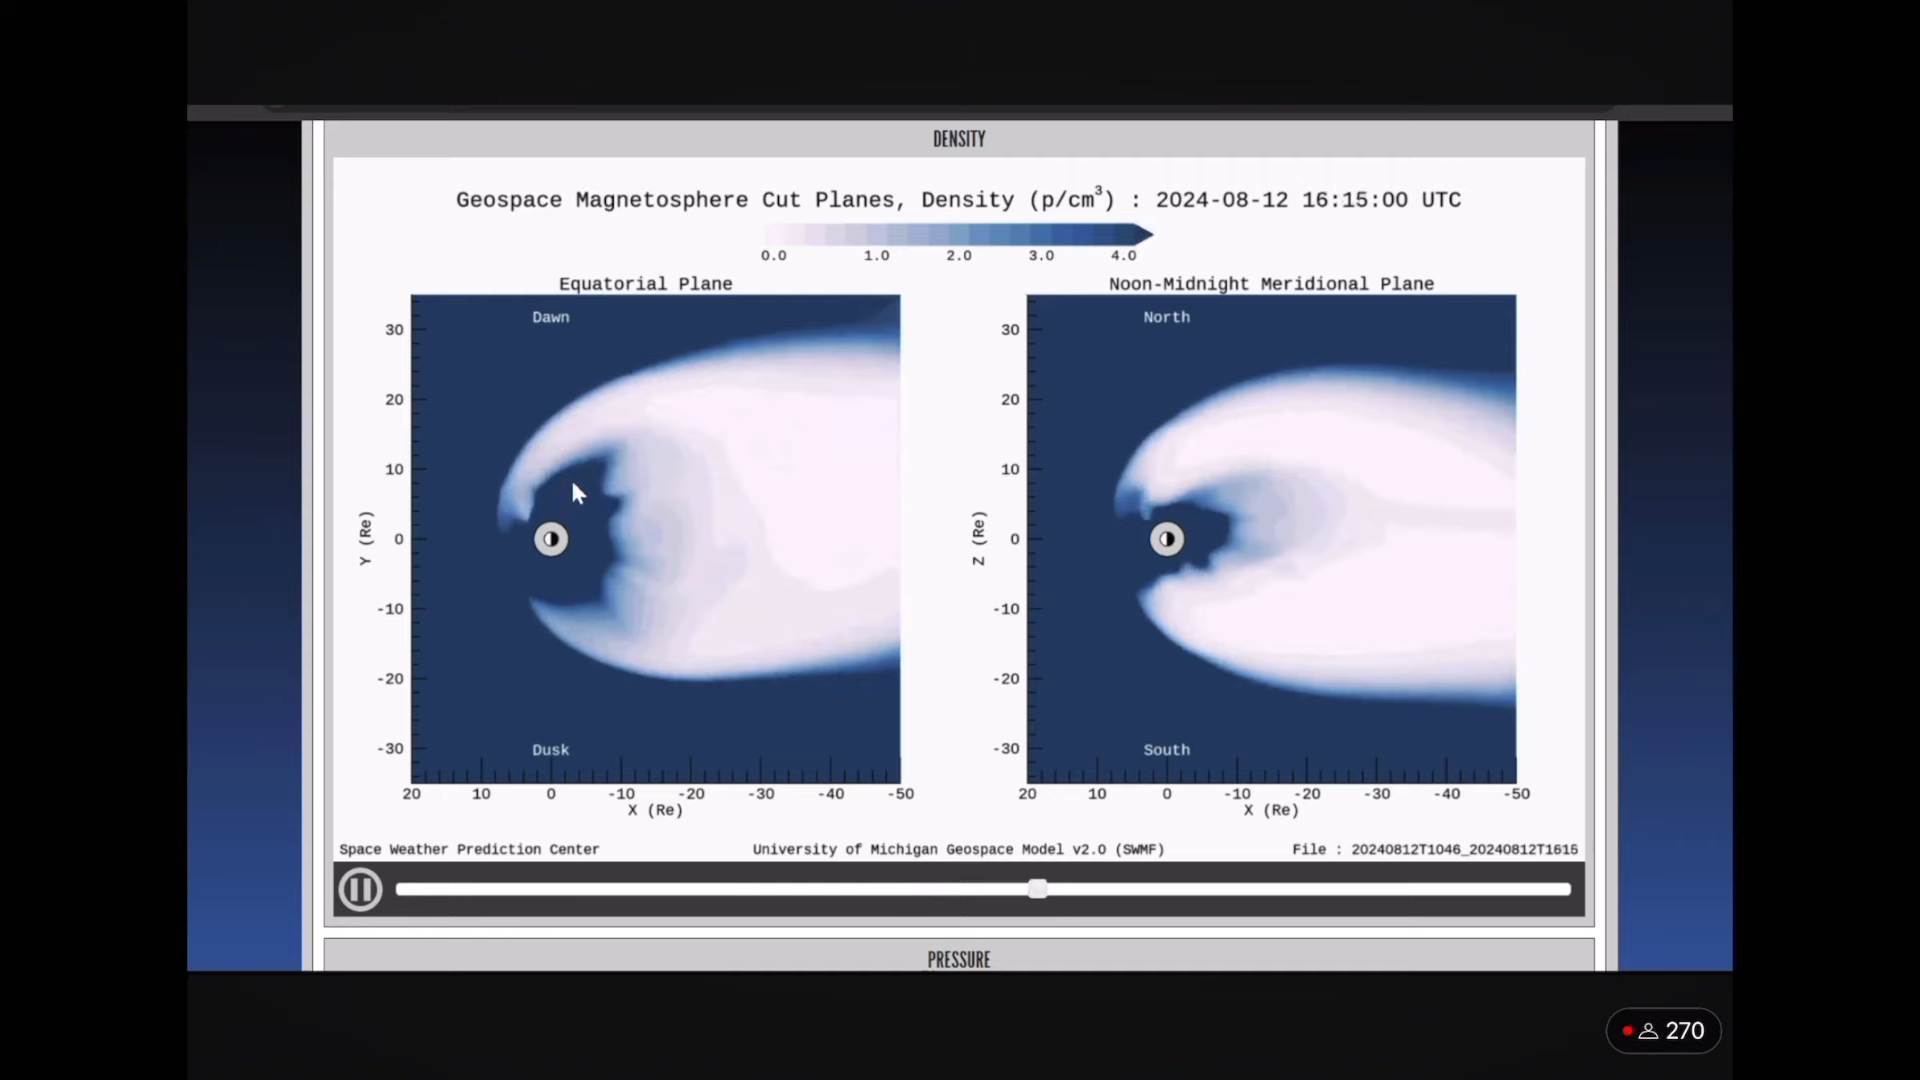 DENSITY
Geospace Magnetosphere Cut Planes, Density (p/cm³) : 2024-08-12 16:15:00 UTC
0.0 1.0 2.0 3.0 4.0
Equatorial Plane
Noon-Midnight Meridional Plane
Dawn
30
20
10
0
-10
-20
-30
Y (Re)
Dusk
20 10 0 -10 -20 -30 -40 -50
X (Re)
North
30
20
10
0
-10
-20
-30
Z (Re)
South
20 10 0 -10 -20 -30 -40 -50
X (Re)
Space Weather Prediction Center
University of Michigan Geospace Model v2.0 (SWMF)
File : 20240812T1046_20240812T1616
PRESSURE
270